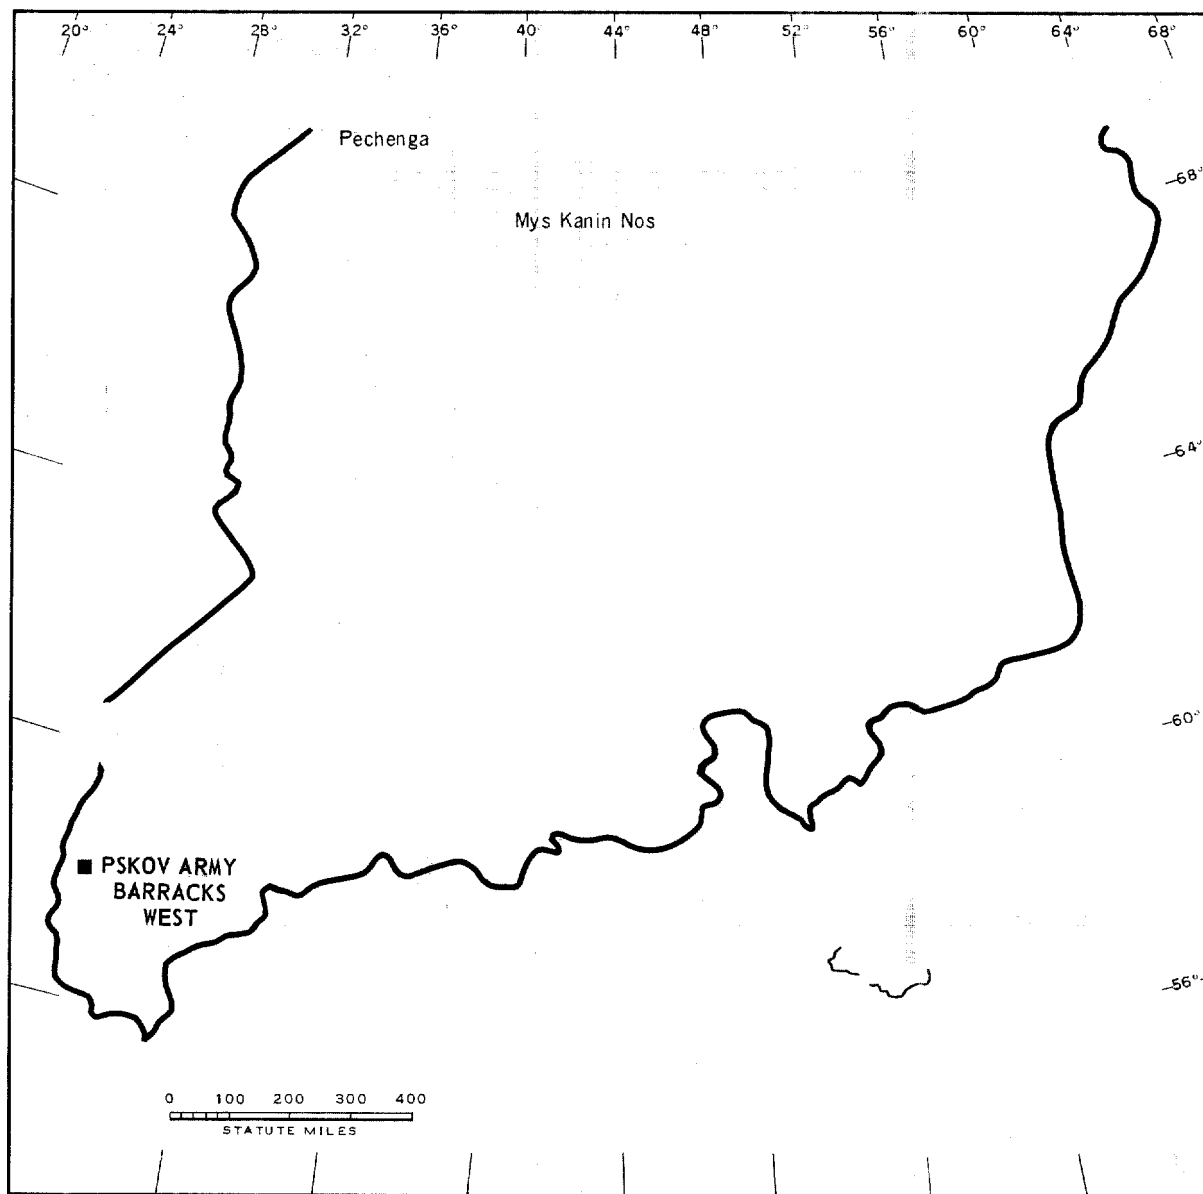 20° 24° 28° 32° 36° 40° 44° 48° 52° 56° 60° 64° 68°
Pechenga
68°
Mys Kanin Nos
64°
60°
PSKOV ARMY
BARRACKS
WEST
56°
0 100 200 300 400
STATUTE MILES